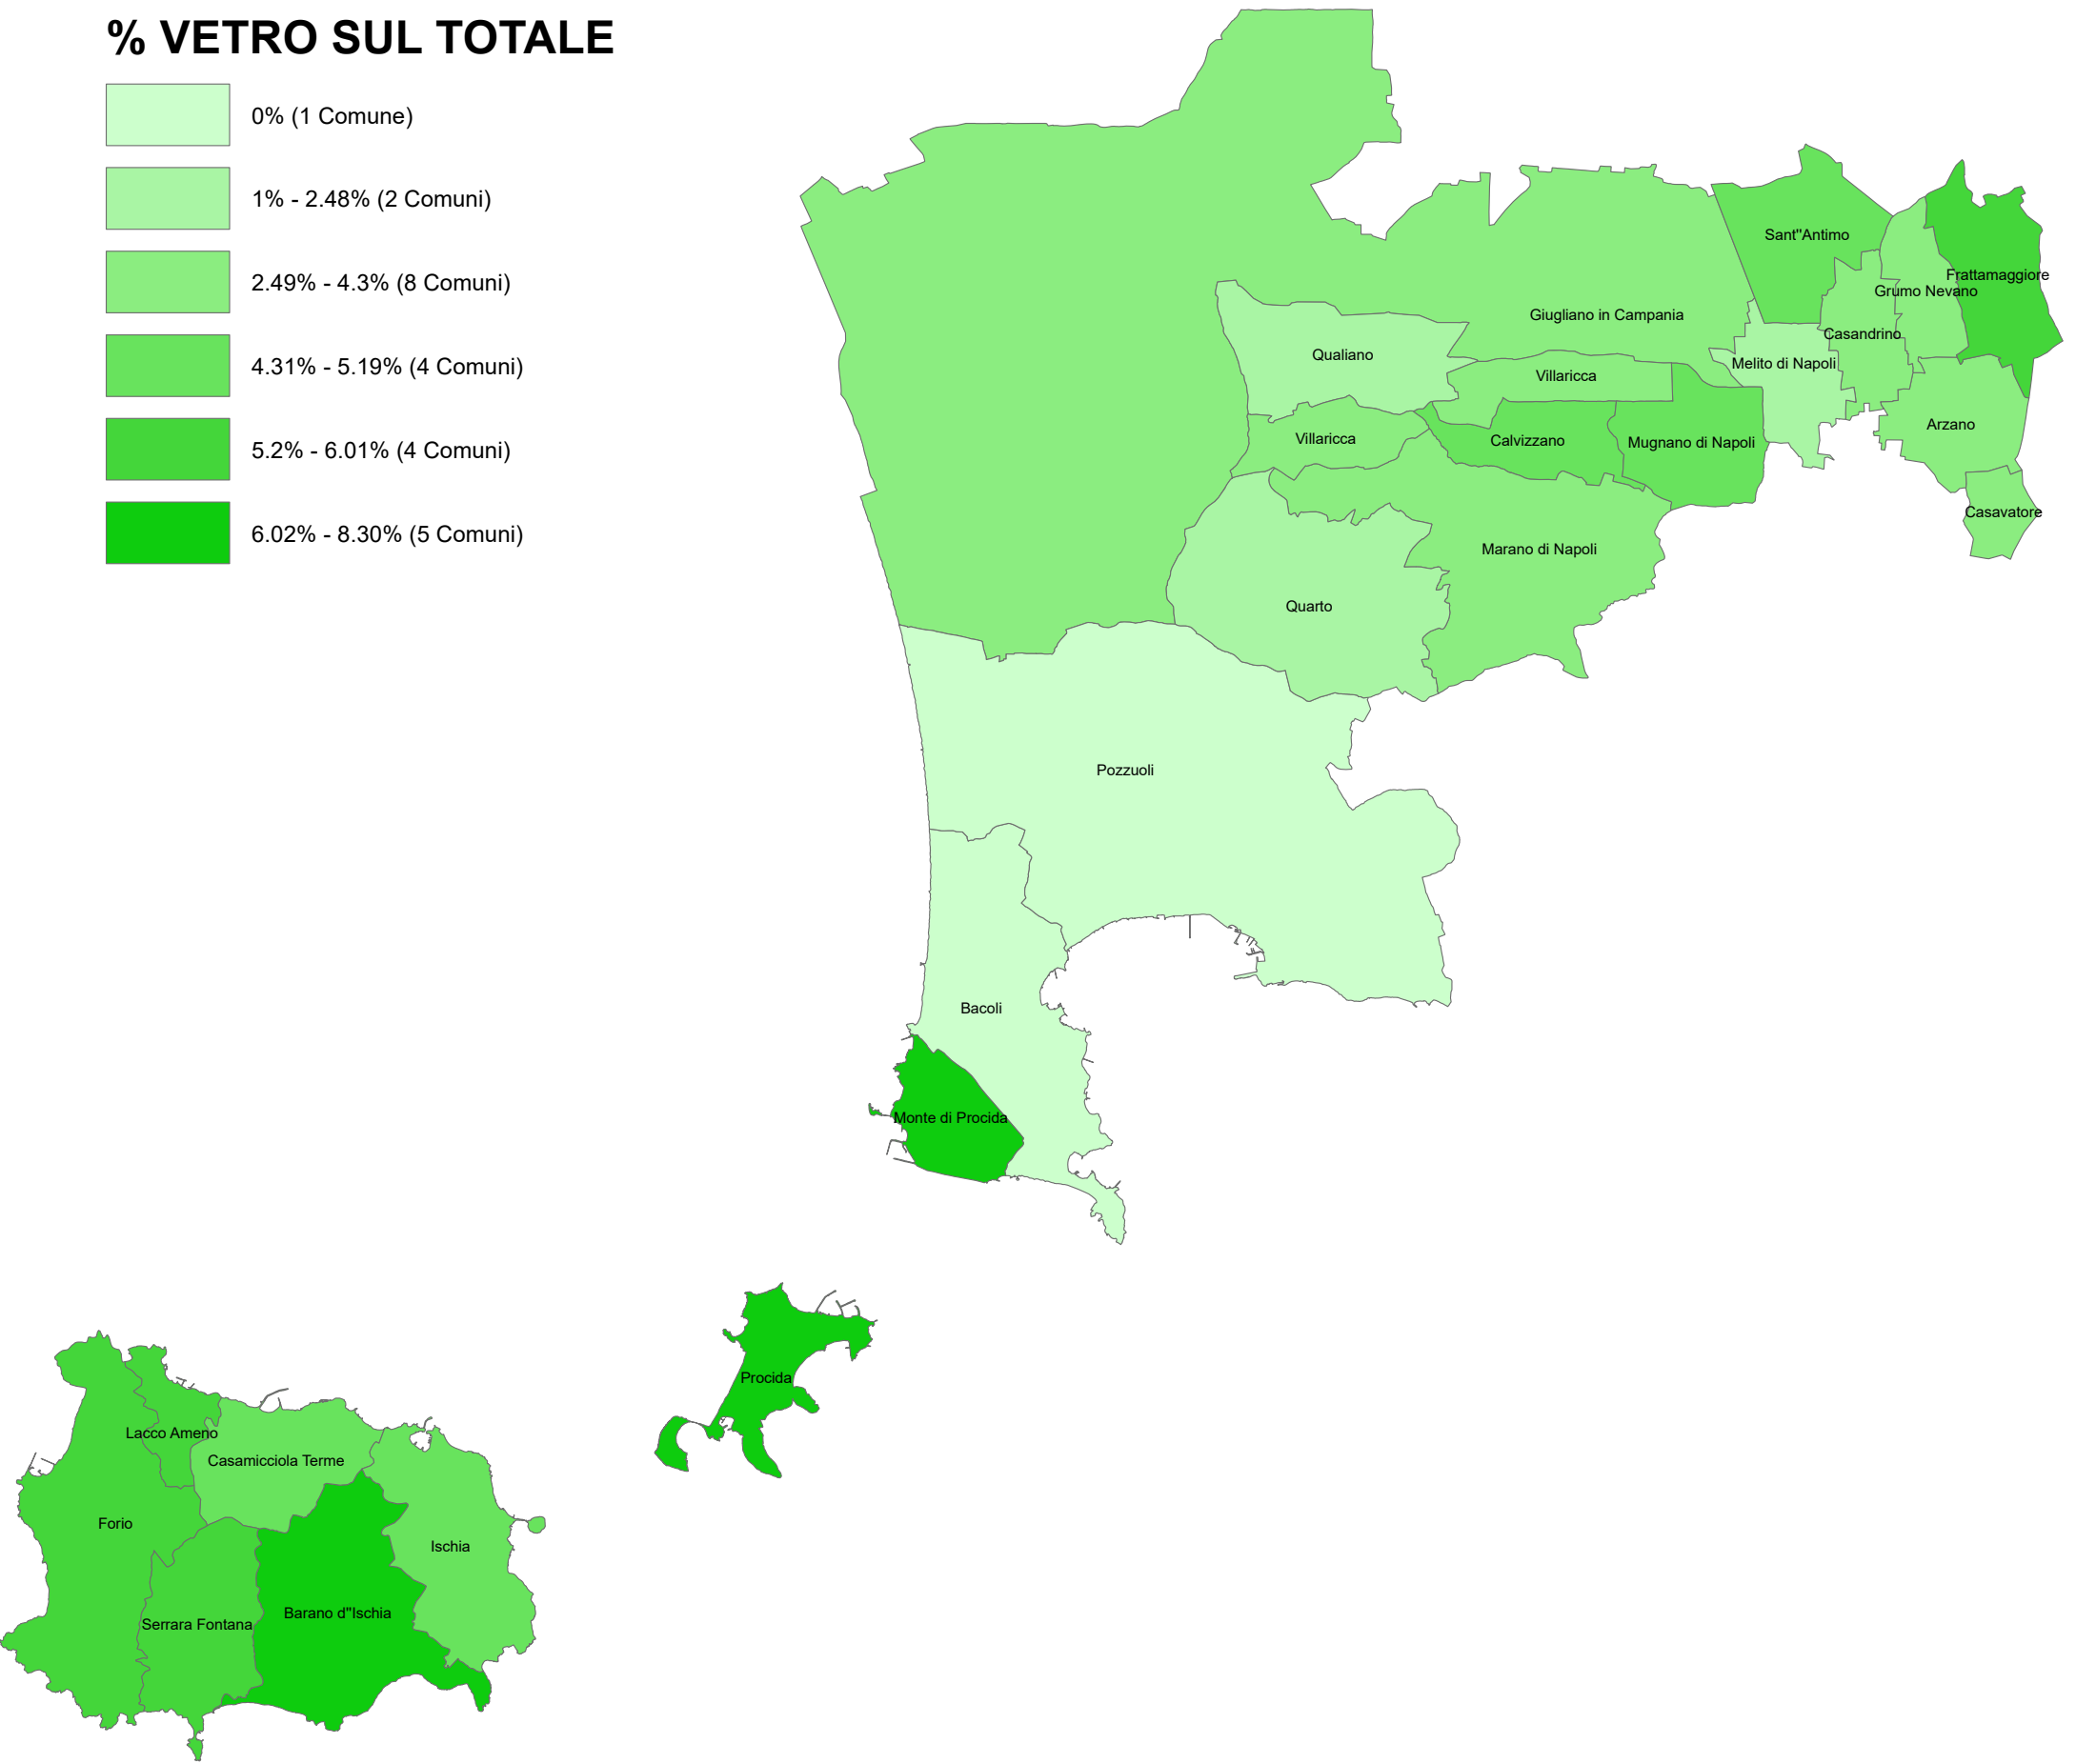 % VETRO SUL TOTALE
0% (1 Comune)
1% - 2.48% (2 Comuni)
2.49% - 4.3% (8 Comuni)
4.31% - 5.19% (4 Comuni)
5.2% - 6.01% (4 Comuni)
6.02% - 8.30% (5 Comuni)
Sant"Antimo
Frattamaggiore
Grumo Nevano
Giugliano in Campania
Casandrino
Qualiano
Melito di Napoli
Villaricca
Arzano
Villaricca
Calvizzano
Mugnano di Napoli
Casavatore
Marano di Napoli
Quarto
Pozzuoli
Bacoli
Monte di Procida
Procida
Lacco Ameno
Casamicciola Terme
Forio
Ischia
Barano d"Ischia
Serrara Fontana